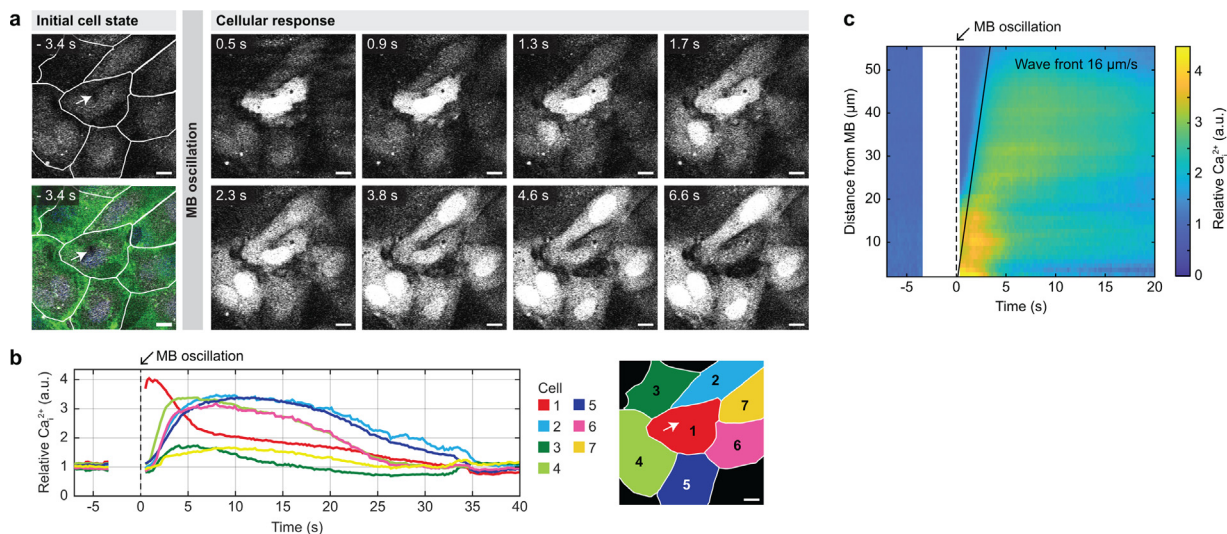 a
Initial cell state
Cellular response
- 3.4 s
MB oscillation
0.5 s
0.9 s
1.3 s
1.7 s
- 3.4 s
2.3 s
3.8 s
4.6 s
6.6 s
b
MB oscillation
Relative Ca²⁺ᵢ (a.u.)
4
3
2
1
0
-5
0
5
10
15
20
25
30
35
40
Time (s)
Cell
1
5
2
6
3
7
4
3
2
7
1
6
4
5
c
MB oscillation
Wave front 16 µm/s
Distance from MB (µm)
50
40
30
20
10
-5
0
5
10
15
20
Time (s)
4
3
2
1
0
Relative Ca²⁺ᵢ (a.u.)